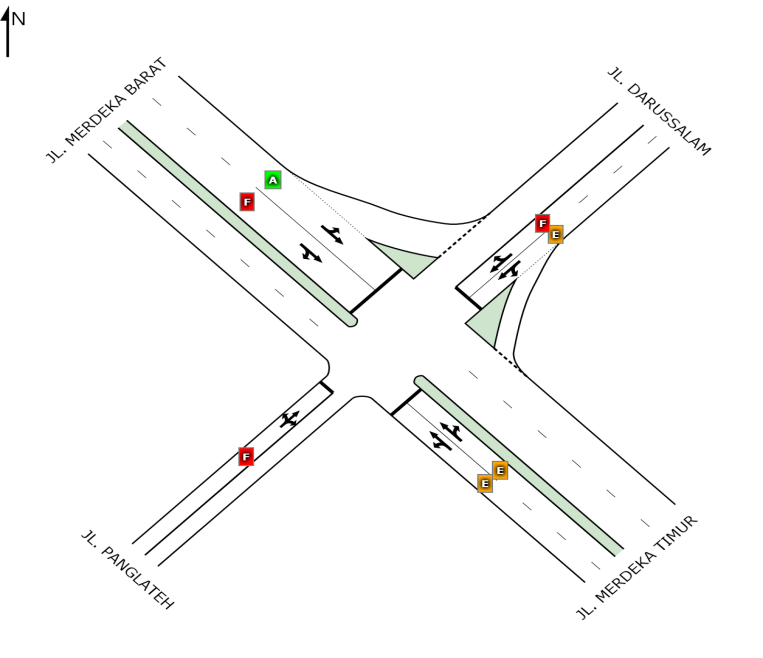 N
JL. MERDEKA BARAT
JL. DARUSSALAM
A
F
F
E
F
E
E
JL. PANGLATEH
JL. MERDEKA TIMUR